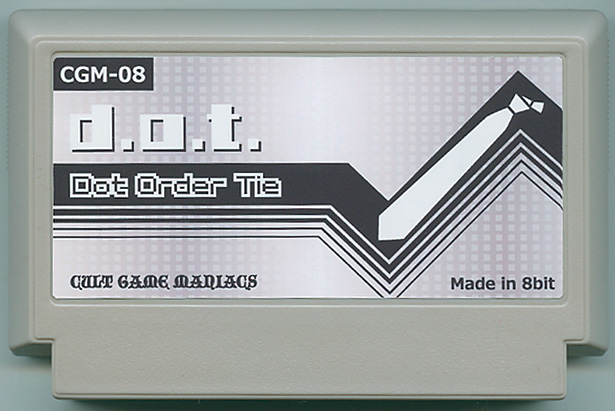 CGM-08
d.o.t.
Dot Order Tie
CULT GAME MANIACS
Made in 8bit